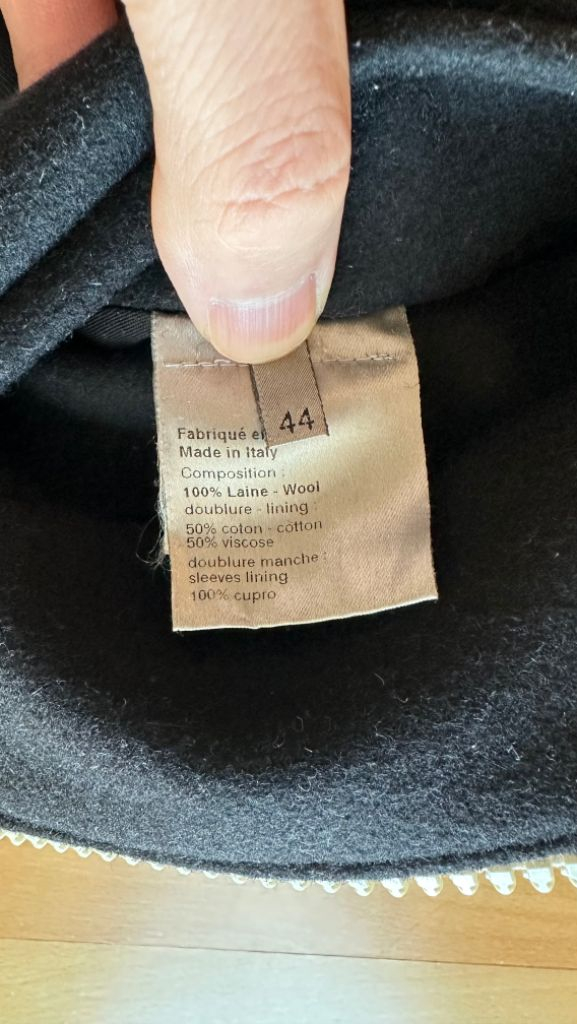 44
Fabriqué e
Made in Italy
Composition :
100% Laine - Wool
doublure - lining :
50% coton - cotton
50% viscose
doublure manche :
sleeves lining
100% cupro